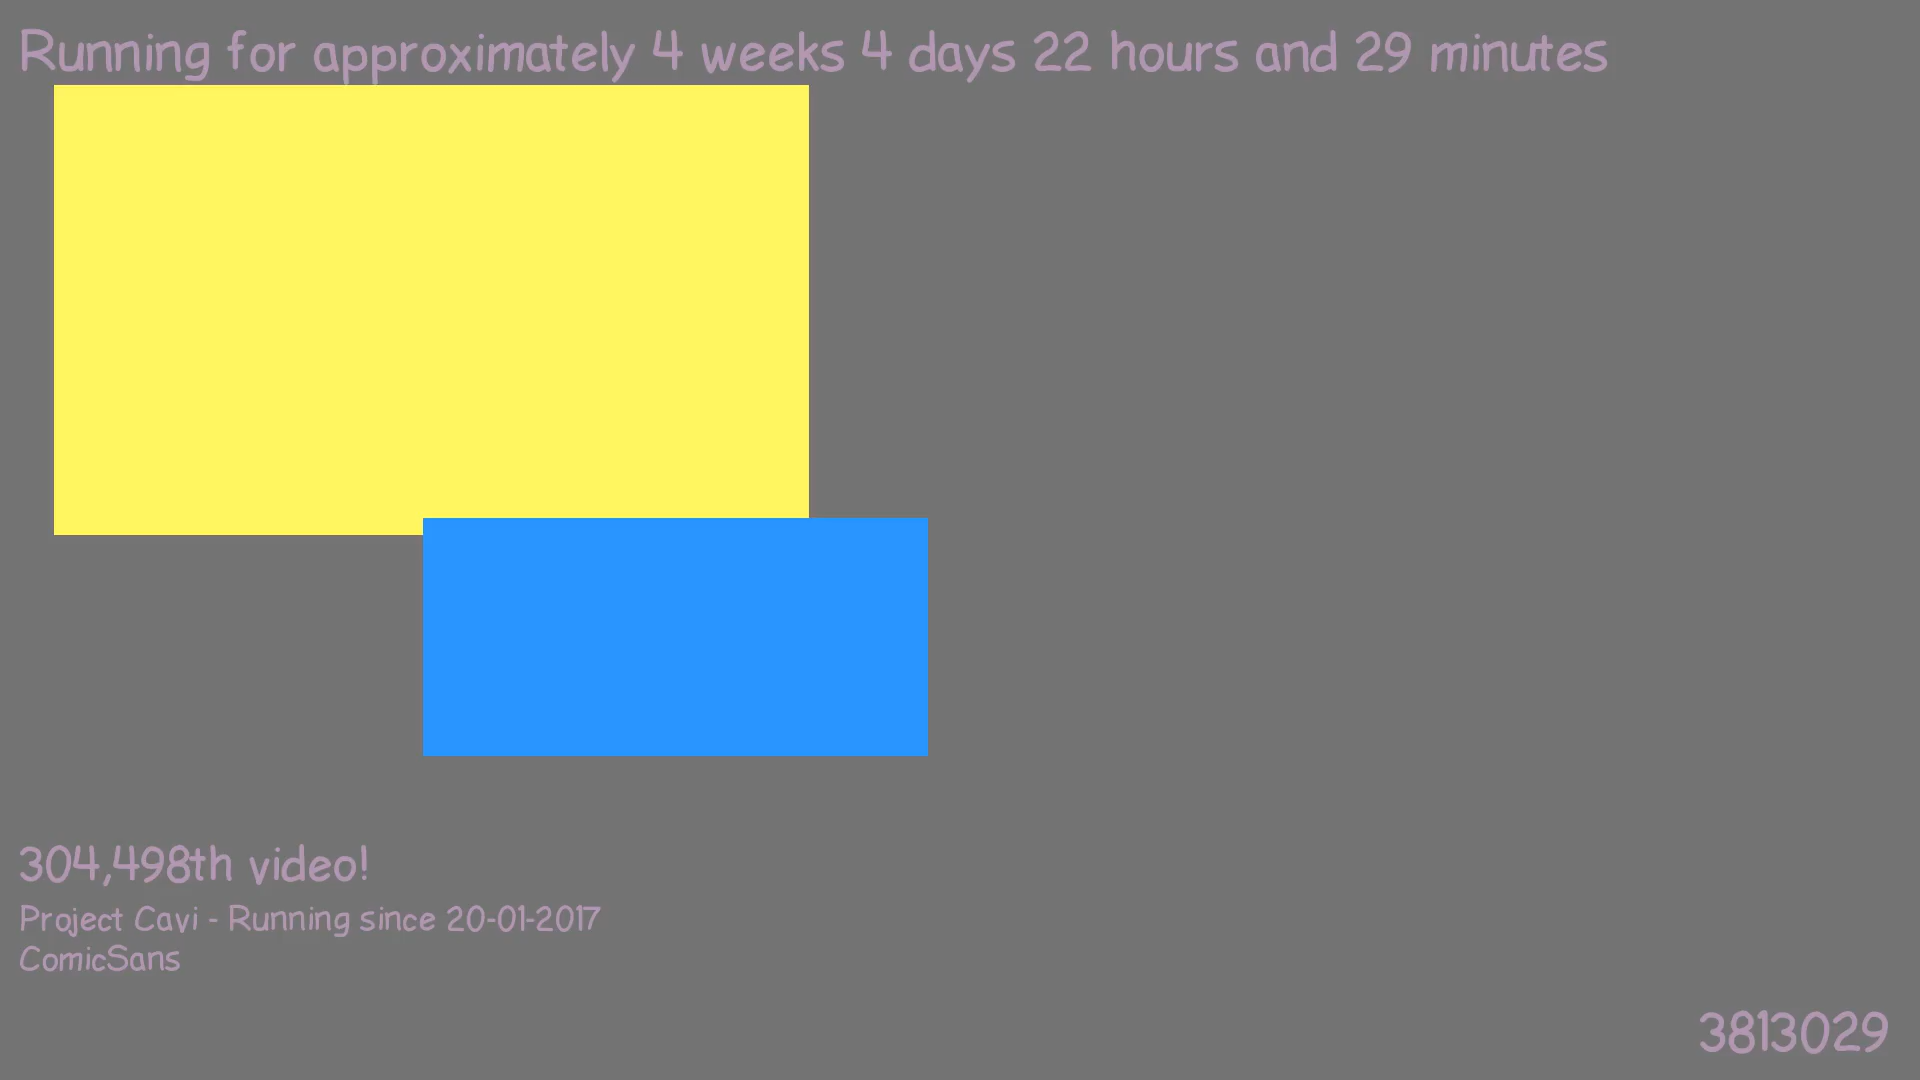 Running for approximately 4 weeks 4 days 22 hours and 29 minutes
304,498th video!
Project Cavi - Running since 20-01-2017
ComicSans
3813029